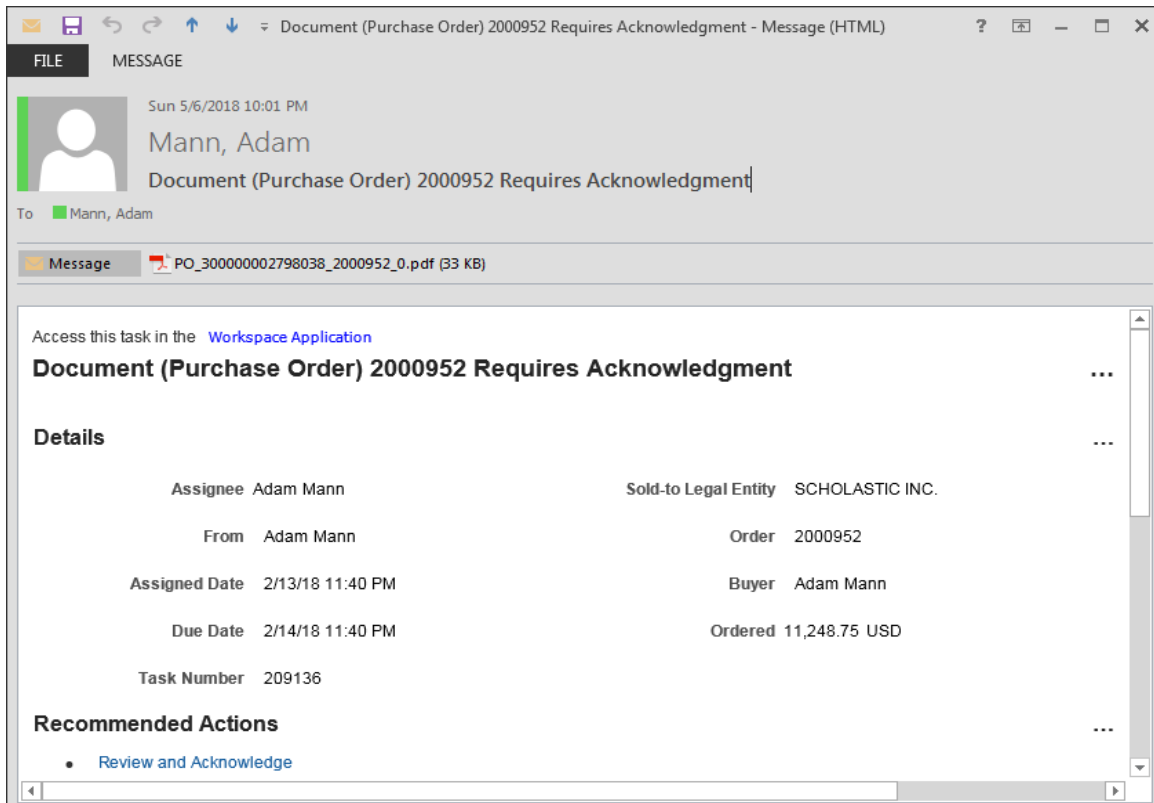 Document (Purchase Order) 2000952 Requires Acknowledgment - Message (HTML)
FILE MESSAGE
Sun 5/6/2018 10:01 PM
Mann, Adam
Document (Purchase Order) 2000952 Requires Acknowledgment
To Mann, Adam
Message PO_300000002798038_2000952_0.pdf (33 KB)
Access this task in the Workspace Application
Document (Purchase Order) 2000952 Requires Acknowledgment ...
Details ...
Assignee Adam Mann Sold-to Legal Entity SCHOLASTIC INC.
From Adam Mann Order 2000952
Assigned Date 2/13/18 11:40 PM Buyer Adam Mann
Due Date 2/14/18 11:40 PM Ordered 11,248.75 USD
Task Number 209136
Recommended Actions ...
• Review and Acknowledge